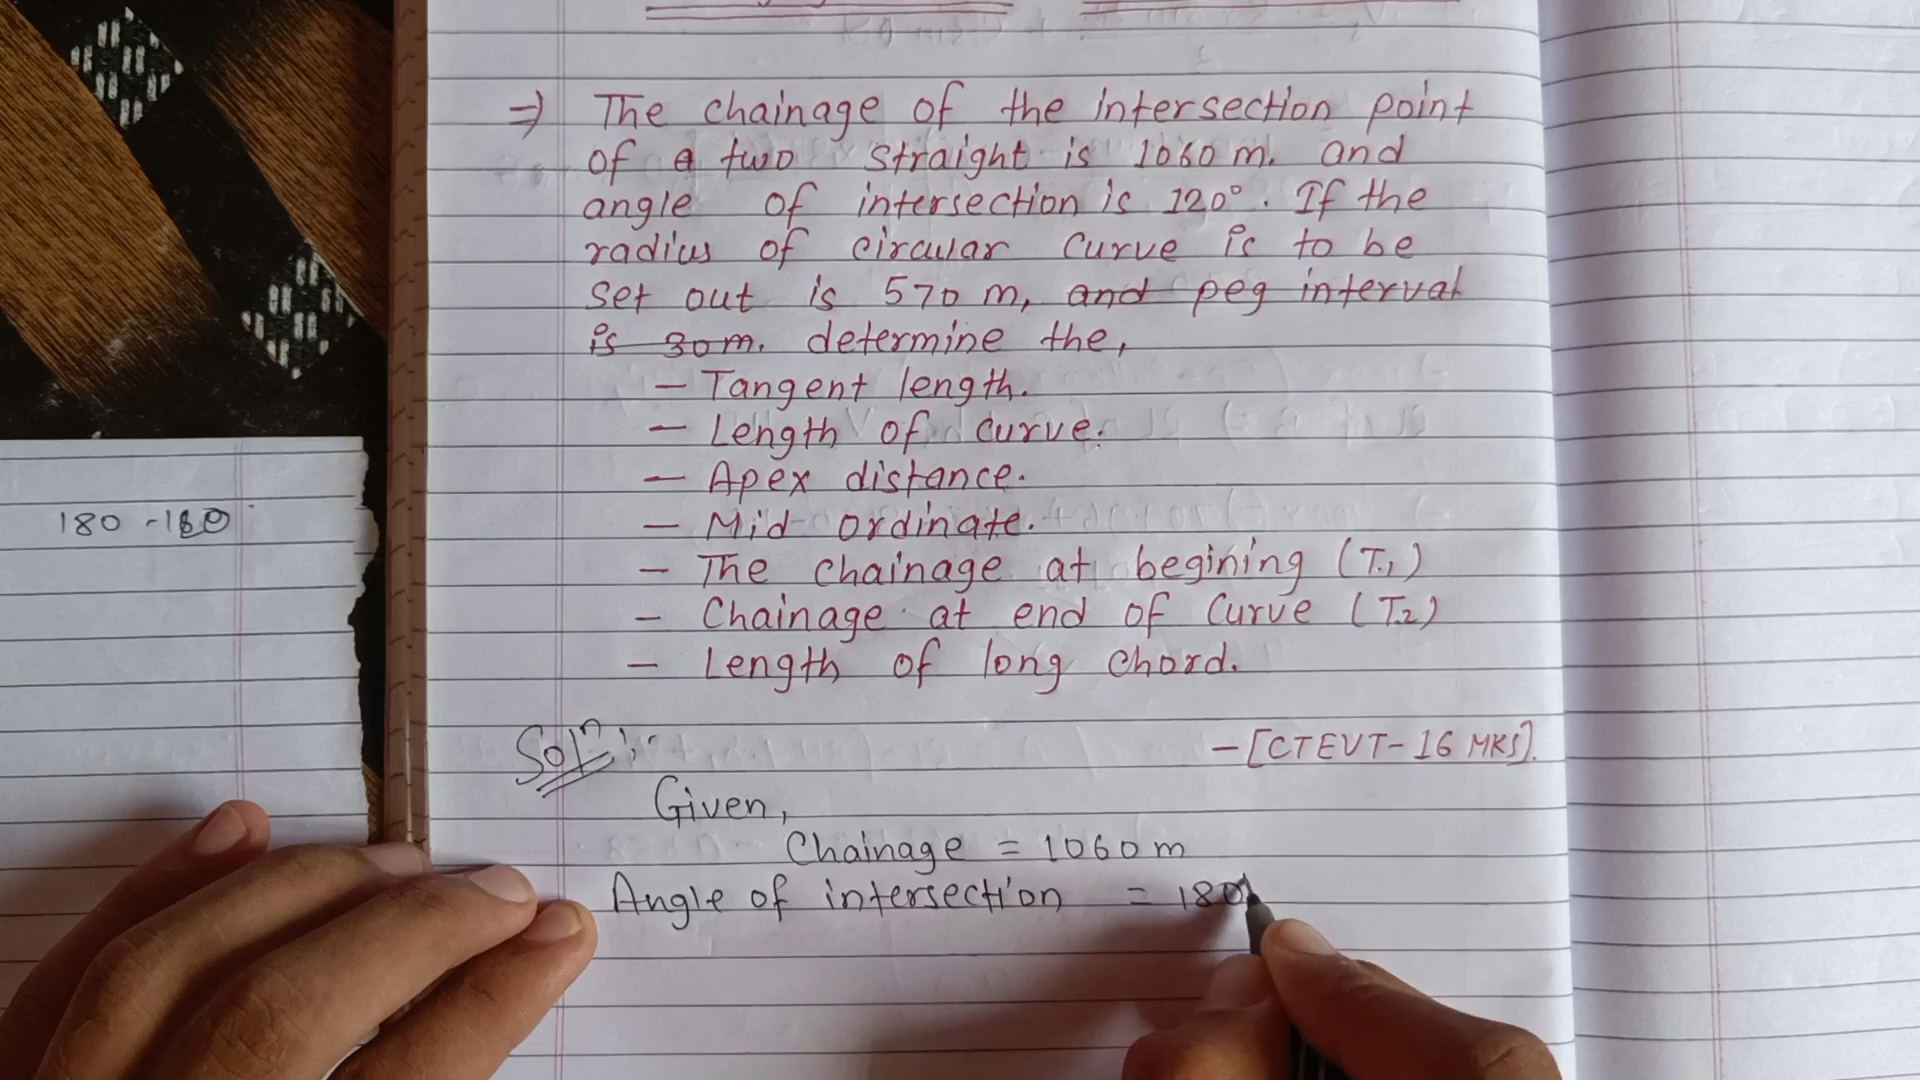 ⇒ The chainage of the intersection point
of a two straight is 1060 m. and
angle of intersection is 120°. If the
radius of circular curve is to be
set out is 570 m, and peg interval
is 30m. determine the,
— Tangent length.
— Length of curve.
— Apex distance.
— Mid ordinate.
— The chainage at begining (T1)
— Chainage at end of Curve (T2)
— Length of long chord.
180 -
Solⁿ :-
— [CTEVT- 16 MKS].
Given,
Chainage = 1060 m
Angle of intersection = 180